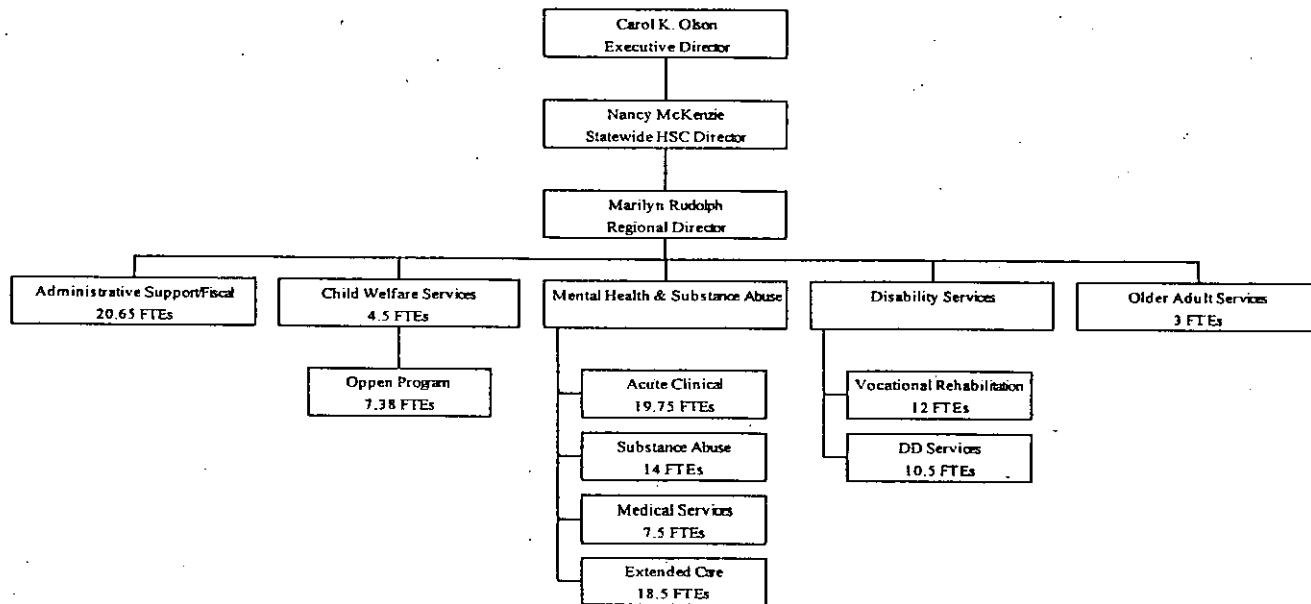 Carol K. Olson
Executive Director
Nancy McKenzie
Statewide HSC Director
Marilyn Rudolph
Regional Director
Administrative Support/Fiscal
20.65 FTEs
Child Welfare Services
4.5 FTEs
Oppen Program
7.38 FTEs
Mental Health & Substance Abuse
Acute Clinical
19.75 FTEs
Substance Abuse
14 FTEs
Medical Services
7.5 FTEs
Extended Care
18.5 FTEs
Disability Services
Vocational Rehabilitation
12 FTEs
DD Services
10.5 FTEs
Older Adult Services
3 FTEs